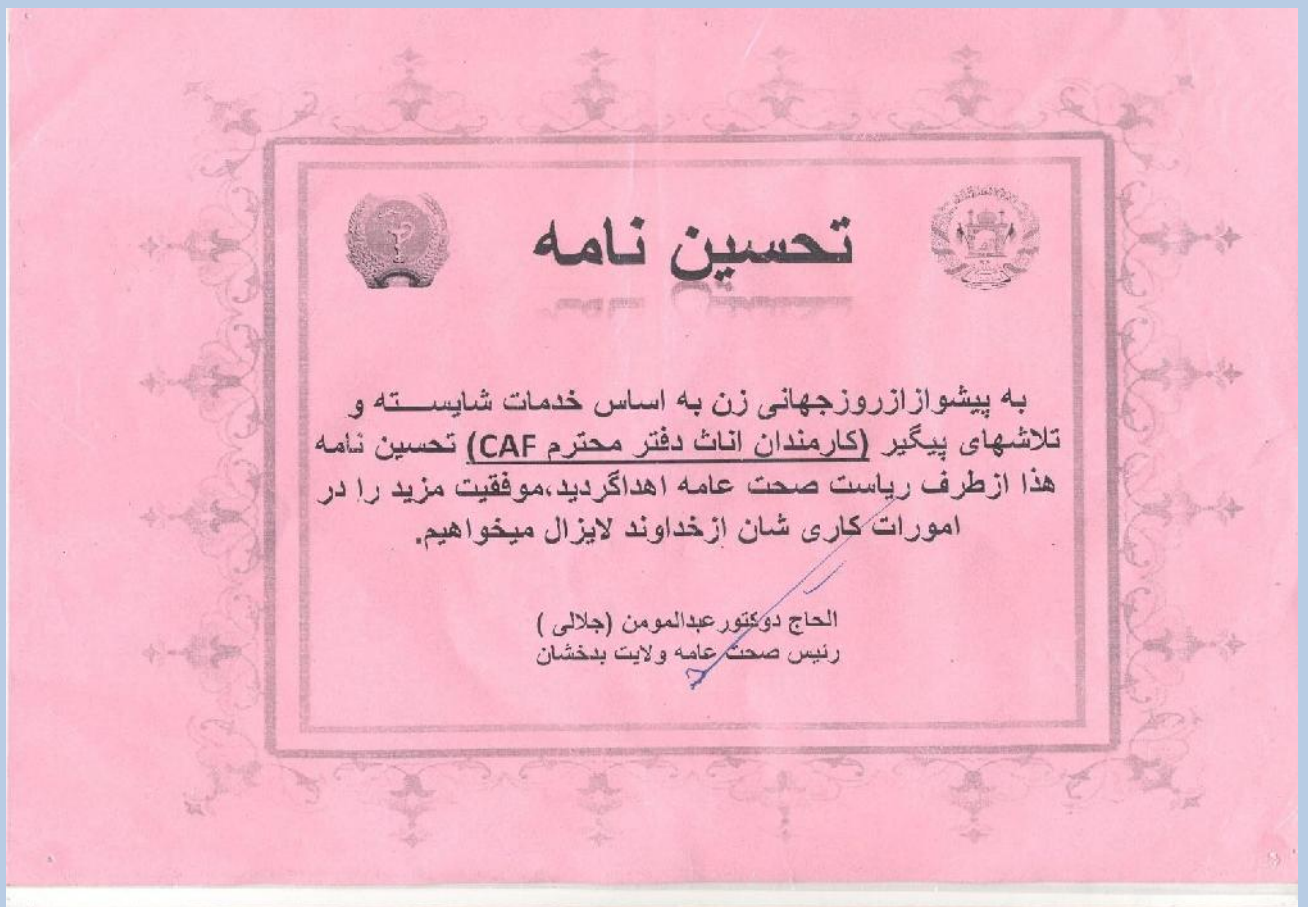 تحسین نامه
به پیشوازازروزجهانی زن به اساس خدمات شایســته و
تلاشهای پیگیر (کارمندان اناث دفتر محترم CAF) تحسین نامه
هذا ازطرف ریاست صحت عامه اهداگردید،موفقیت مزید را در
امورات کاری شان ازخداوند لایزال میخواهیم.
الحاج دوکتورعبدالمومن (جلالی )
رئیس صحت عامه ولایت بدخشان